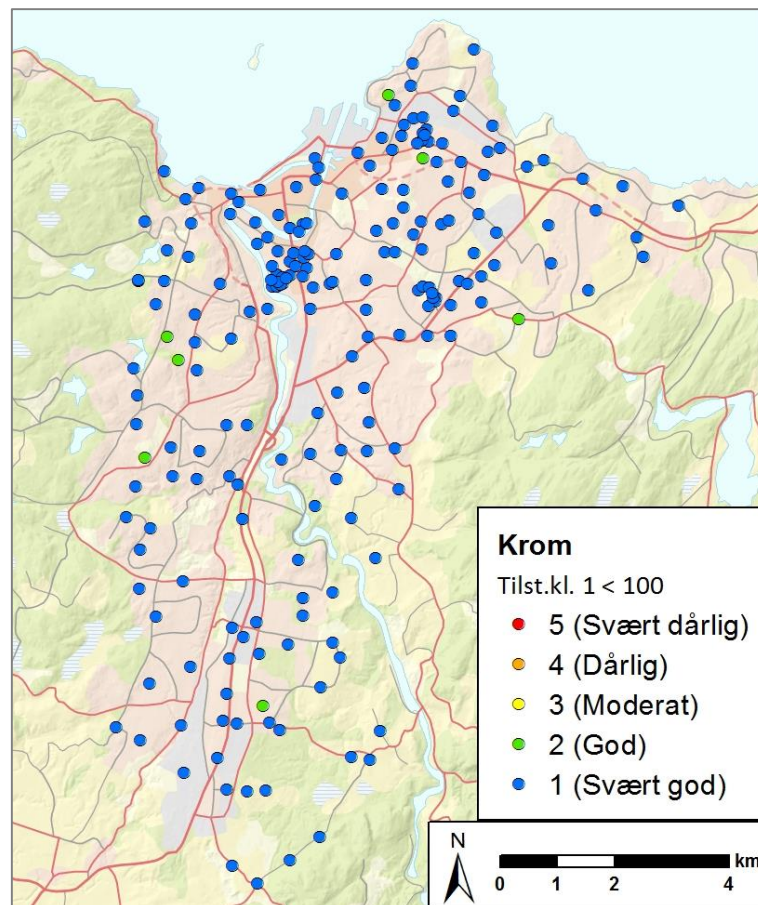 Krom
Tilst.kl. 1 < 100
5 (Svært dårlig)
4 (Dårlig)
3 (Moderat)
2 (God)
1 (Svært god)
N
km
0 1 2 4